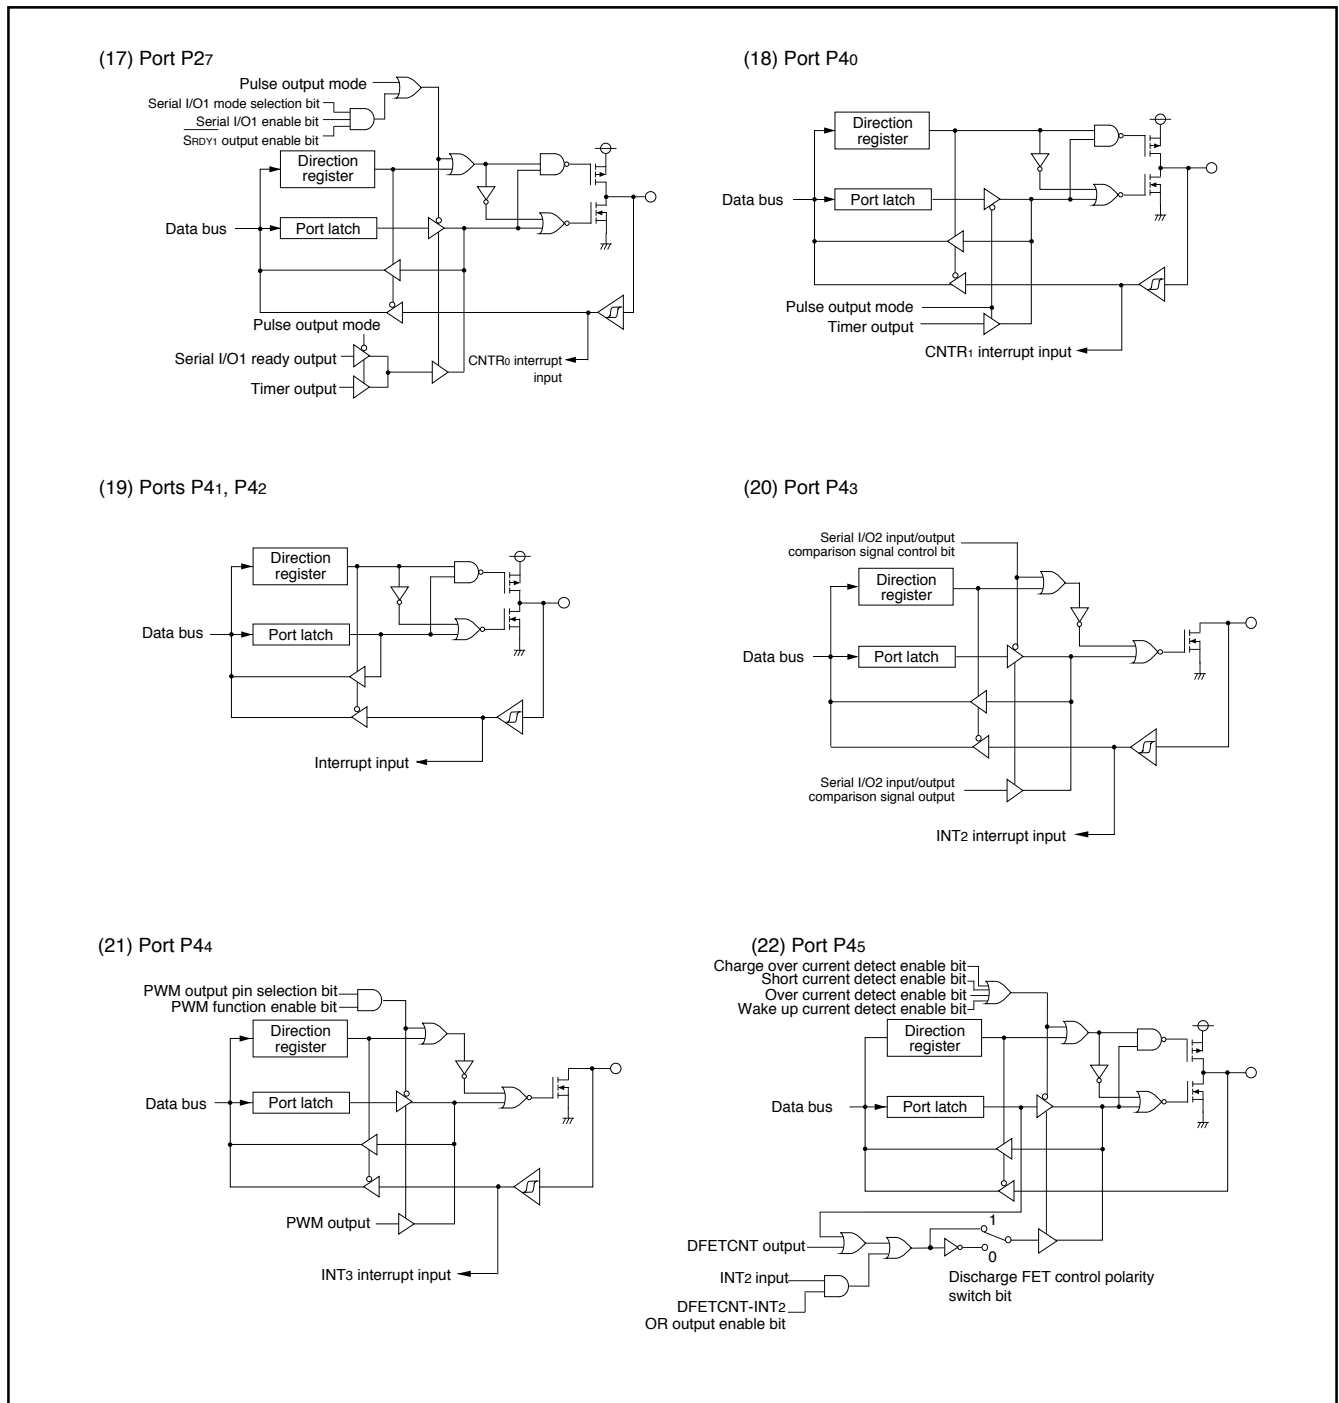 (17) Port P27
Pulse output mode
Serial I/O1 mode selection bit
Serial I/O1 enable bit
SRDY1 output enable bit
Direction
register
Data bus
Port latch
Pulse output mode
Serial I/O1 ready output
Timer output
CNTR0 interrupt
input
(18) Port P40
Direction
register
Data bus
Port latch
Pulse output mode
Timer output
CNTR1 interrupt input
(19) Ports P41, P42
Direction
register
Data bus
Port latch
Interrupt input
(20) Port P43
Serial I/O2 input/output
comparison signal control bit
Direction
register
Data bus
Port latch
Serial I/O2 input/output
comparison signal output
INT2 interrupt input
(21) Port P44
PWM output pin selection bit
PWM function enable bit
Direction
register
Data bus
Port latch
PWM output
INT3 interrupt input
(22) Port P45
Charge over current detect enable bit
Short current detect enable bit
Over current detect enable bit
Wake up current detect enable bit
Direction
register
Data bus
Port latch
1
DFETCNT output
0
INT2 input
Discharge FET control polarity
switch bit
DFETCNT-INT2
OR output enable bit